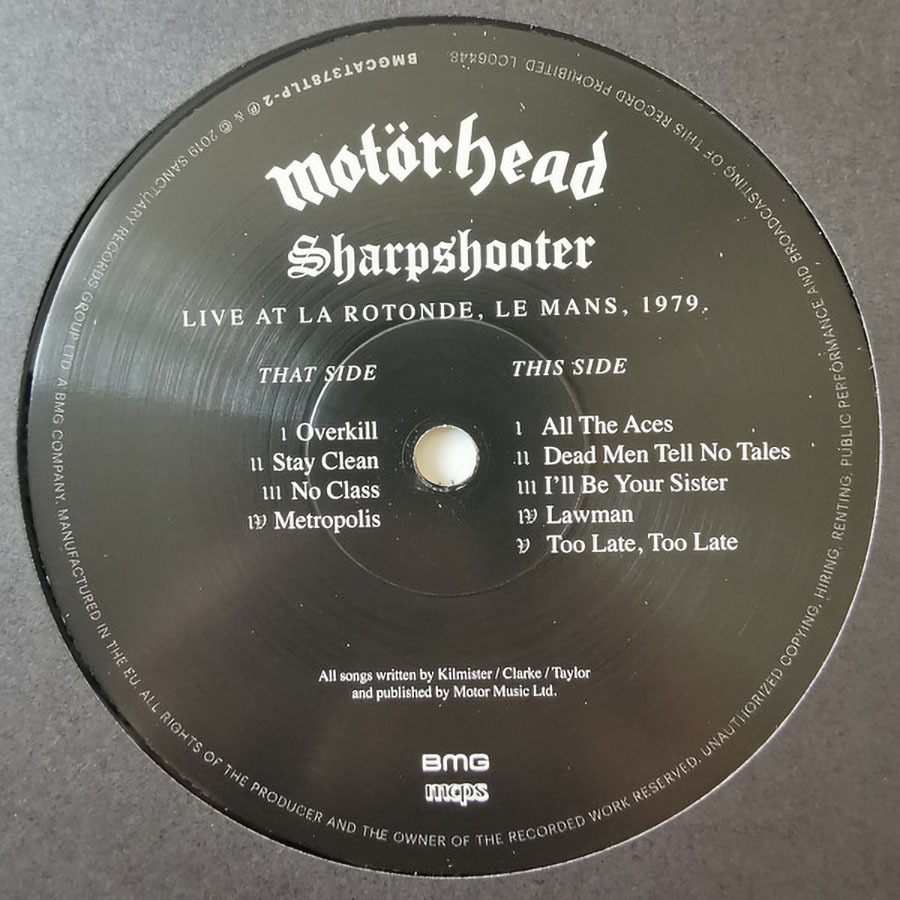 motörhead
Sharpshooter
LIVE AT LA ROTONDE, LE MANS, 1979.
THAT SIDE
I Overkill
II Stay Clean
III No Class
IV Metropolis
THIS SIDE
I All The Aces
II Dead Men Tell No Tales
III I'll Be Your Sister
IV Lawman
V Too Late, Too Late
All songs written by Kilmister / Clarke / Taylor
and published by Motor Music Ltd.
BMG
mcps
BMGCAT378TLP-2 ℗ & © 2019 SANCTUARY RECORDS GROUP LTD. A BMG COMPANY. MANUFACTURED IN THE EU. ALL RIGHTS OF THE PRODUCER AND THE OWNER OF THE RECORDED WORK RESERVED. UNAUTHORIZED COPYING, HIRING, RENTING, PUBLIC PERFORMANCE AND BROADCASTING OF THIS RECORD PROHIBITED LC06448